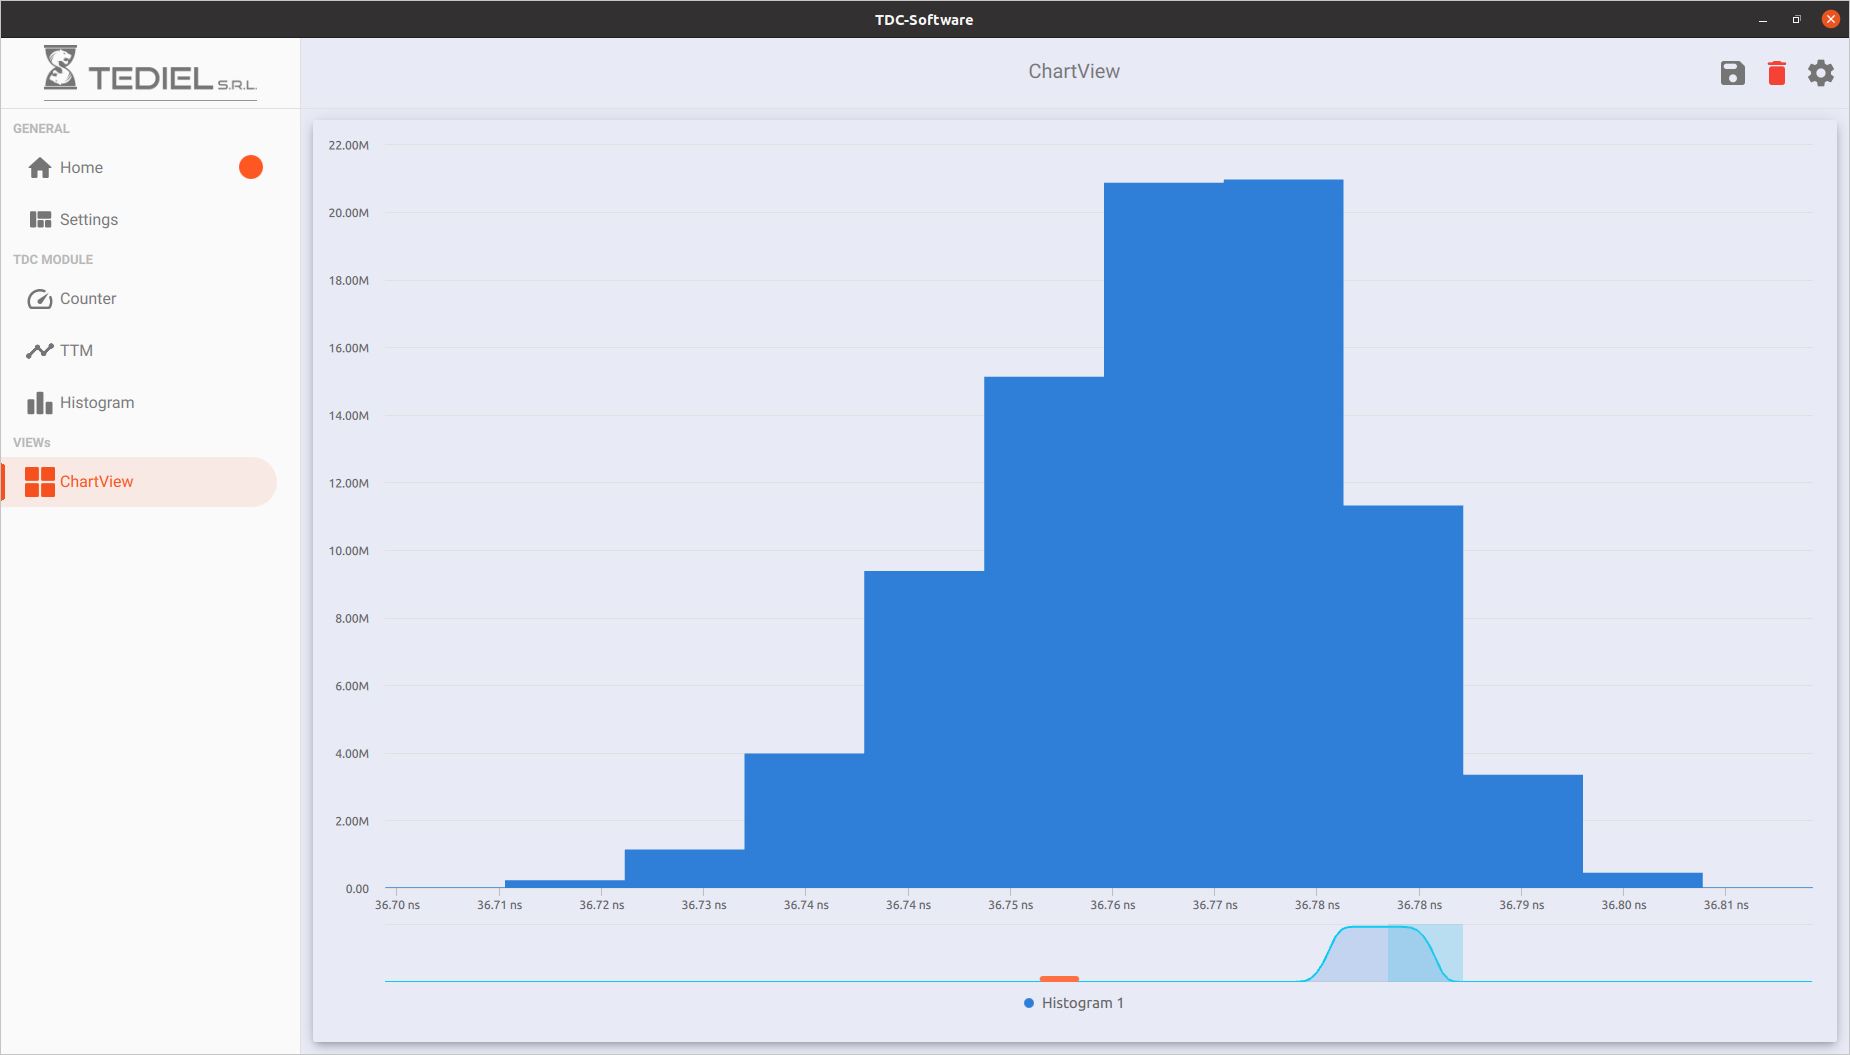 TDC-Software
TEDIEL S.R.L.
ChartView
GENERAL
Home
Settings
TDC MODULE
Counter
TTM
Histogram
VIEWs
ChartView
22.00M
20.00M
18.00M
16.00M
14.00M
12.00M
10.00M
8.00M
6.00M
4.00M
2.00M
0.00
36.70 ns 36.71 ns 36.72 ns 36.73 ns 36.74 ns 36.74 ns 36.75 ns 36.76 ns 36.77 ns 36.78 ns 36.78 ns 36.79 ns 36.80 ns 36.81 ns
Histogram 1